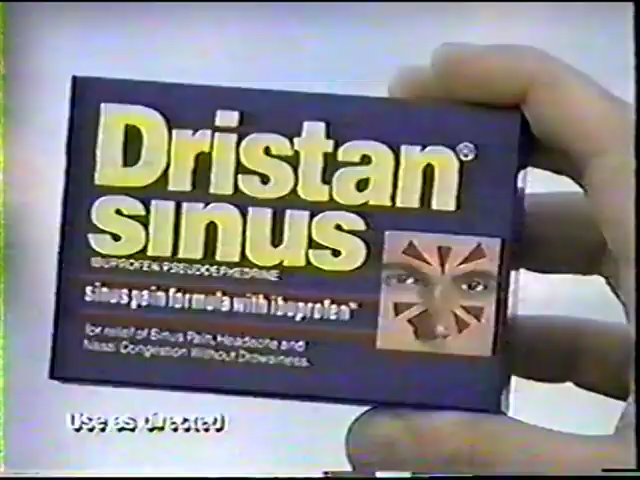 Dristan®
sinus
IBUPROFEN/PSEUDOEPHEDRINE
sinus pain formula with ibuprofen™
for relief of Sinus Pain, Headache and
Nasal Congestion Without Drowsiness.
Use as directed